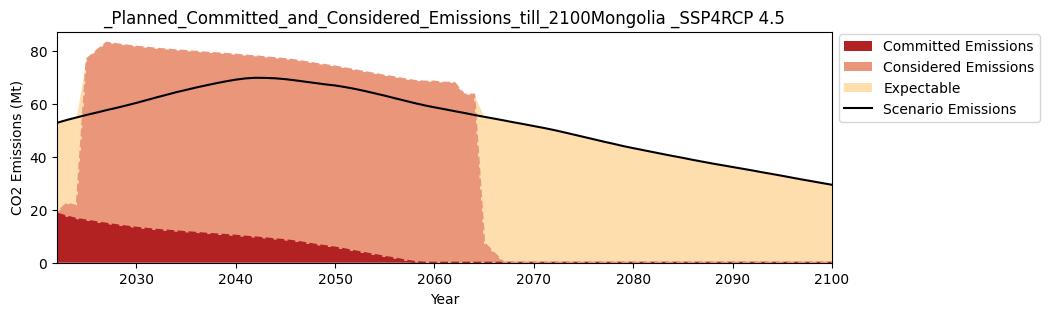 _Planned_Committed_and_Considered_Emissions_till_2100Mongolia _SSP4RCP 4.5
Committed Emissions
Considered Emissions
Expectable
Scenario Emissions
CO2 Emissions (Mt)
80
60
40
20
0
2030 2040 2050 2060 2070 2080 2090 2100
Year